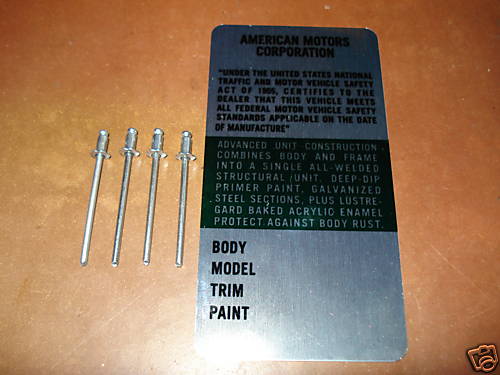 AMERICAN MOTORS
CORPORATION
"UNDER THE UNITED STATES NATIONAL
TRAFFIC AND MOTOR VEHICLE SAFETY
ACT OF 1966, CERTIFIES TO THE
DEALER THAT THIS VEHICLE MEETS
ALL FEDERAL MOTOR VEHICLE SAFETY
STANDARDS APPLICABLE ON THE DATE
OF MANUFACTURE"
ADVANCED UNIT CONSTRUCTION
COMBINES BODY AND FRAME
INTO A SINGLE ALL-WELDED
STRUCTURAL UNIT. DEEP-DIP
PRIMER PAINT, GALVANIZED
STEEL SECTIONS, PLUS LUSTRE-
GARD BAKED ACRYLIC ENAMEL
PROTECT AGAINST BODY RUST.
BODY
MODEL
TRIM
PAINT